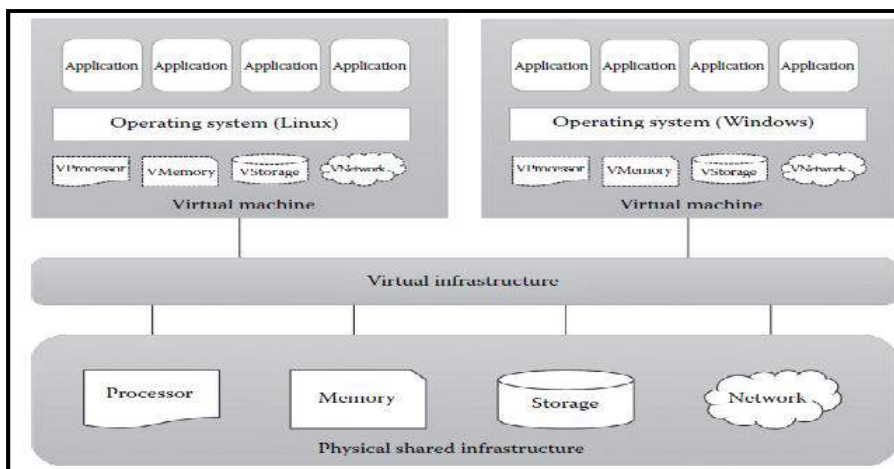 Application Application Application Application
Operating system (Linux)
VProcessor VMemory VStorage VNetwork
Virtual machine
Application Application Application Application
Operating system (Windows)
VProcessor VMemory VStorage VNetwork
Virtual machine
Virtual infrastructure
Processor Memory Storage Network
Physical shared infrastructure